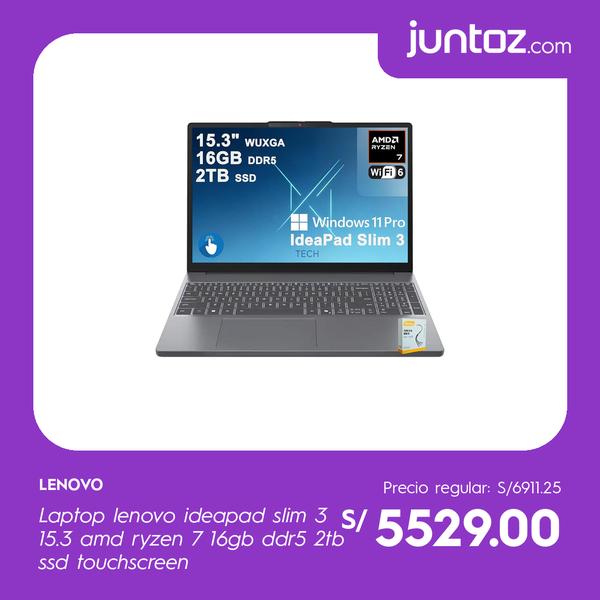 juntoz.com
15.3" WUXGA
16GB DDR5
2TB SSD
AMD
RYZEN
7
WiFi 6
Windows 11 Pro
IdeaPad Slim 3
TECH
LENOVO
Precio regular: S/6911.25
Laptop lenovo ideapad slim 3
15.3 amd ryzen 7 16gb ddr5 2tb
ssd touchscreen
S/ 5529.00